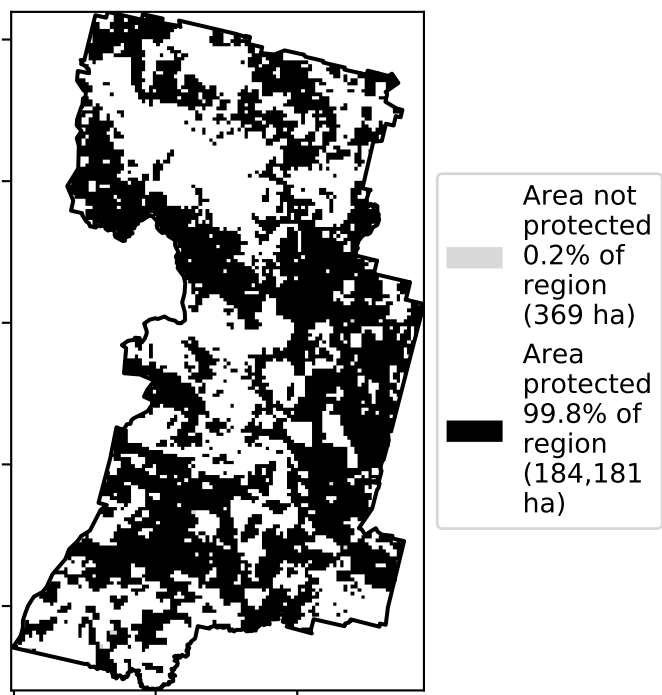 Area not
protected
0.2% of
region
(369 ha)
Area
protected
99.8% of
region
(184,181
ha)